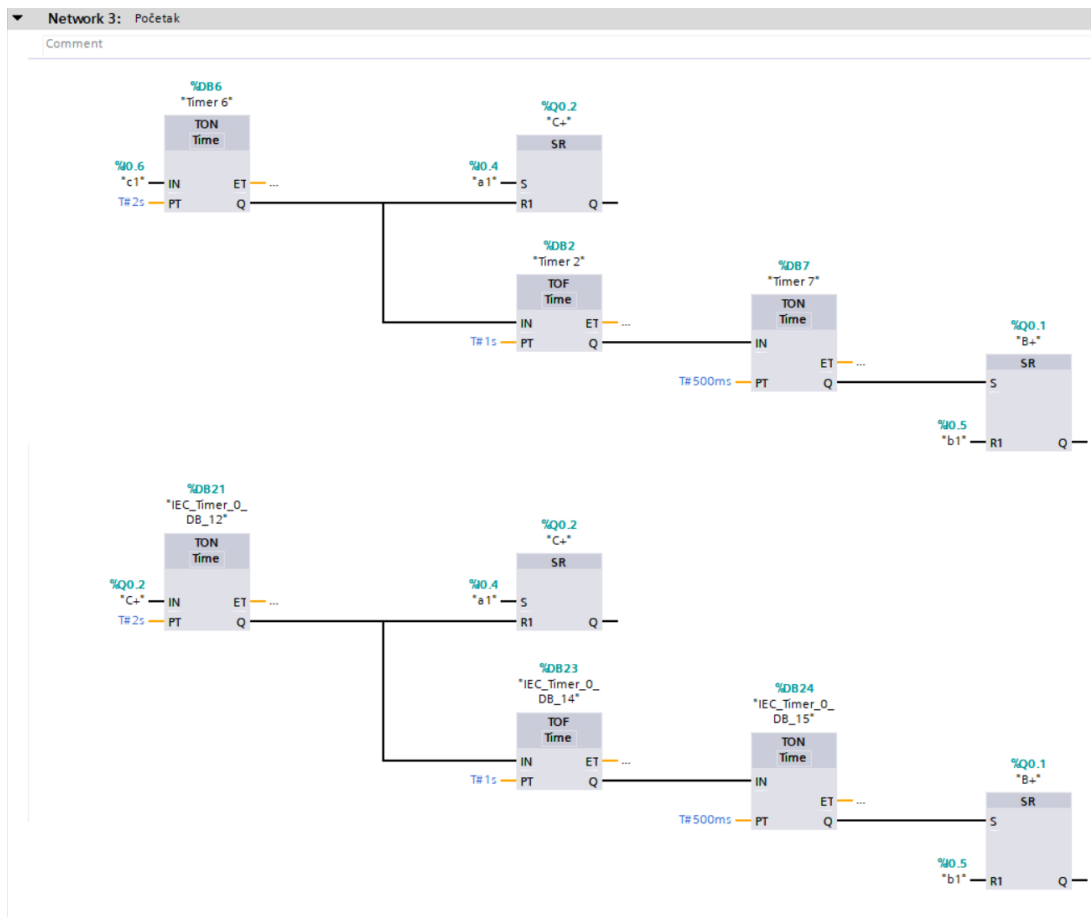 Network 3: Početak
Comment
%DB6
"Timer 6"
TON
Time
%I0.6
"c1"
IN ET ...
T#2s PT Q
%Q0.2
"C+"
SR
%I0.4
"a1" S
R1 Q
%DB2
"Timer 2"
TOF
Time
IN ET ...
T#1s PT Q
%DB7
"Timer 7"
TON
Time
IN
ET ...
T#500ms PT Q
%Q0.1
"B+"
SR
S
%I0.5
"b1" R1 Q
%DB21
"IEC_Timer_0_
DB_12"
TON
Time
%Q0.2
"C+" IN ET ...
T#2s PT Q
%Q0.2
"C+"
SR
%I0.4
"a1" S
R1 Q
%DB23
"IEC_Timer_0_
DB_14"
TOF
Time
IN ET ...
T#1s PT Q
%DB24
"IEC_Timer_0_
DB_15"
TON
Time
IN
ET ...
T#500ms PT Q
%Q0.1
"B+"
SR
S
%I0.5
"b1" R1 Q